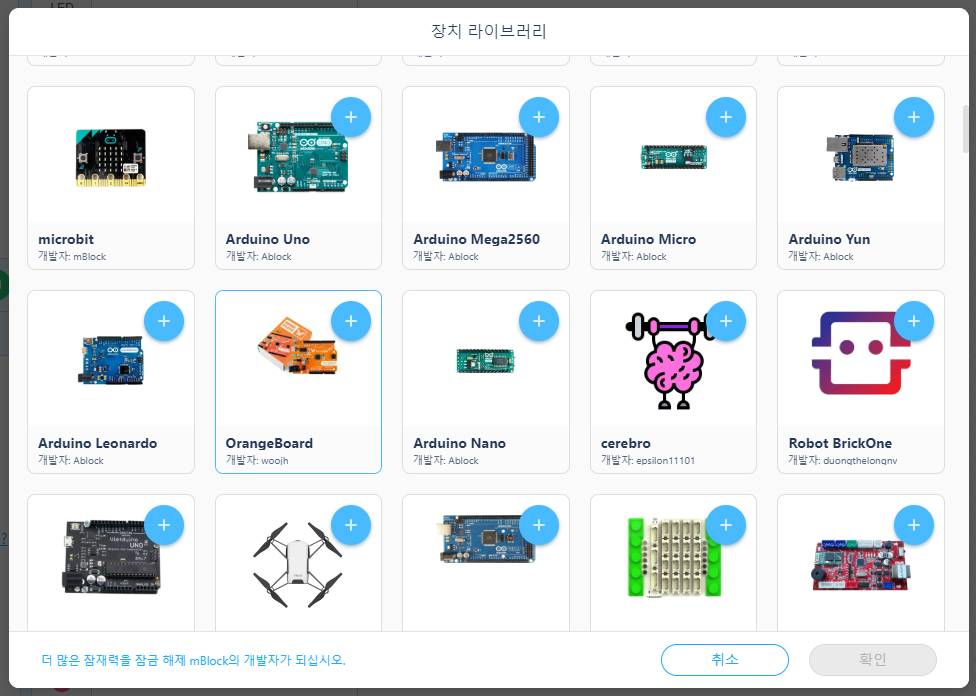 장치 라이브러리
microbit
개발자: mBlock
Arduino Uno
개발자: Ablock
Arduino Mega2560
개발자: Ablock
Arduino Micro
개발자: Ablock
Arduino Yun
개발자: Ablock
Arduino Leonardo
개발자: Ablock
OrangeBoard
개발자: woojh
Arduino Nano
개발자: Ablock
cerebro
개발자: epsilon11101
Robot BrickOne
개발자: duongthelongnv
더 많은 잠재력을 잠금 해제 mBlock의 개발자가 되십시오.
취소
확인